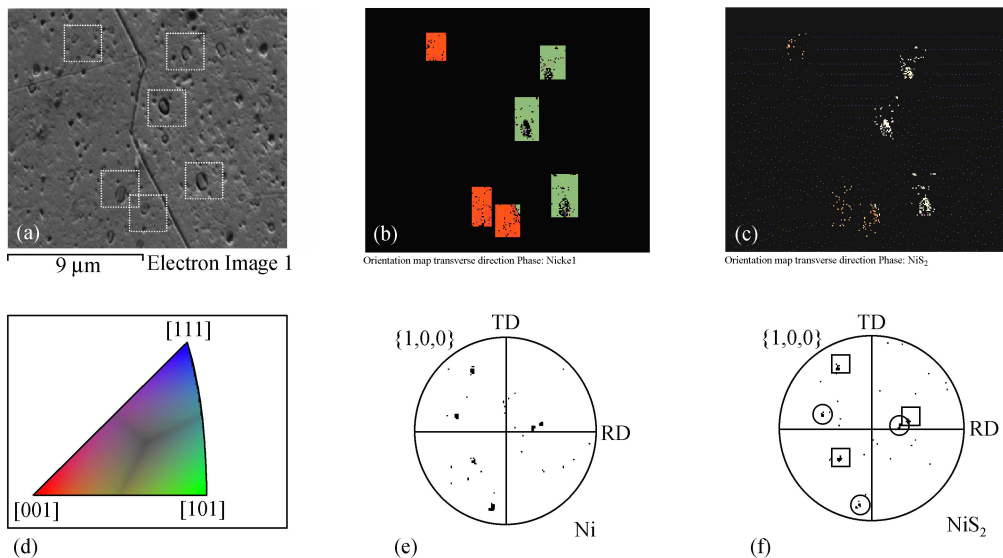 (a)
9 µm
Electron Image 1
(b)
Orientation map transverse direction Phase: Nicke1
(c)
Orientation map transverse direction Phase: NiS₂
[111]
[001]
[101]
(d)
{1,0,0}
TD
RD
Ni
(e)
{1,0,0}
TD
RD
NiS₂
(f)